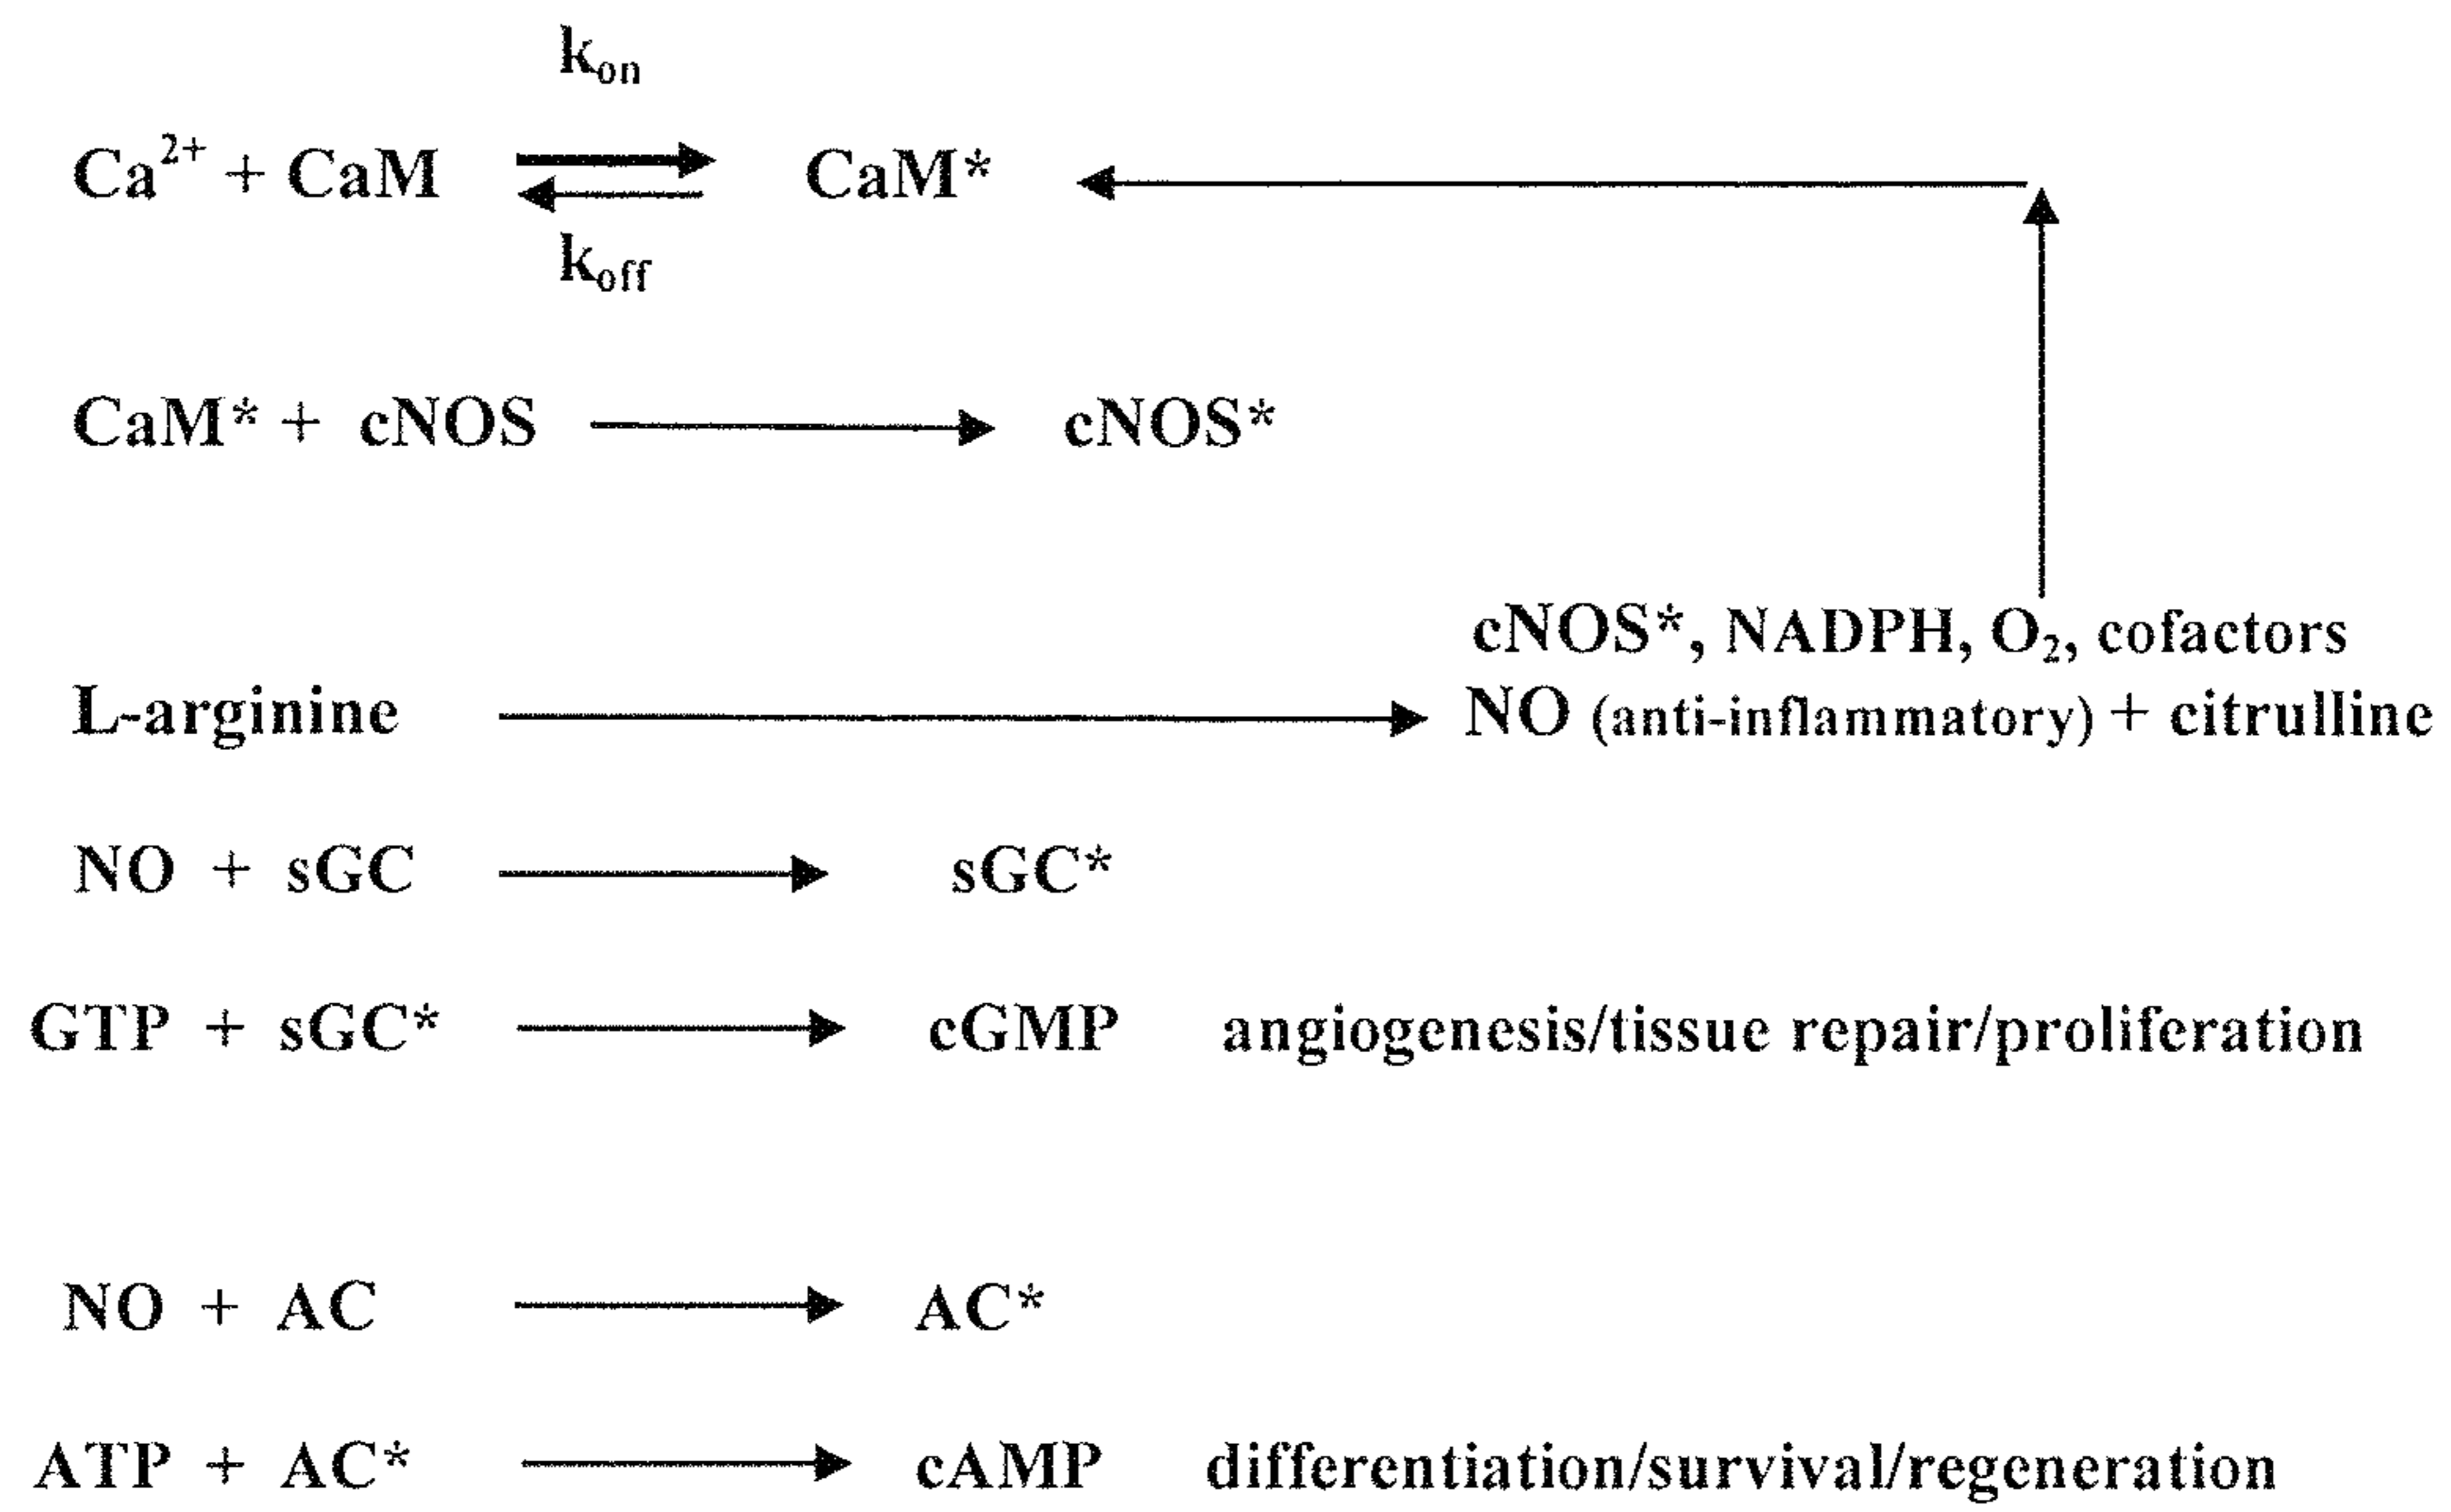 kon
Ca2+ + CaM CaM*
koff
CaM* + cNOS cNOS*
cNOS*, NADPH, O2, cofactors
L-arginine NO (anti-inflammatory) + citrulline
NO + sGC sGC*
GTP + sGC* cGMP angiogenesis/tissue repair/proliferation
NO + AC AC*
ATP + AC* cAMP differentiation/survival/regeneration